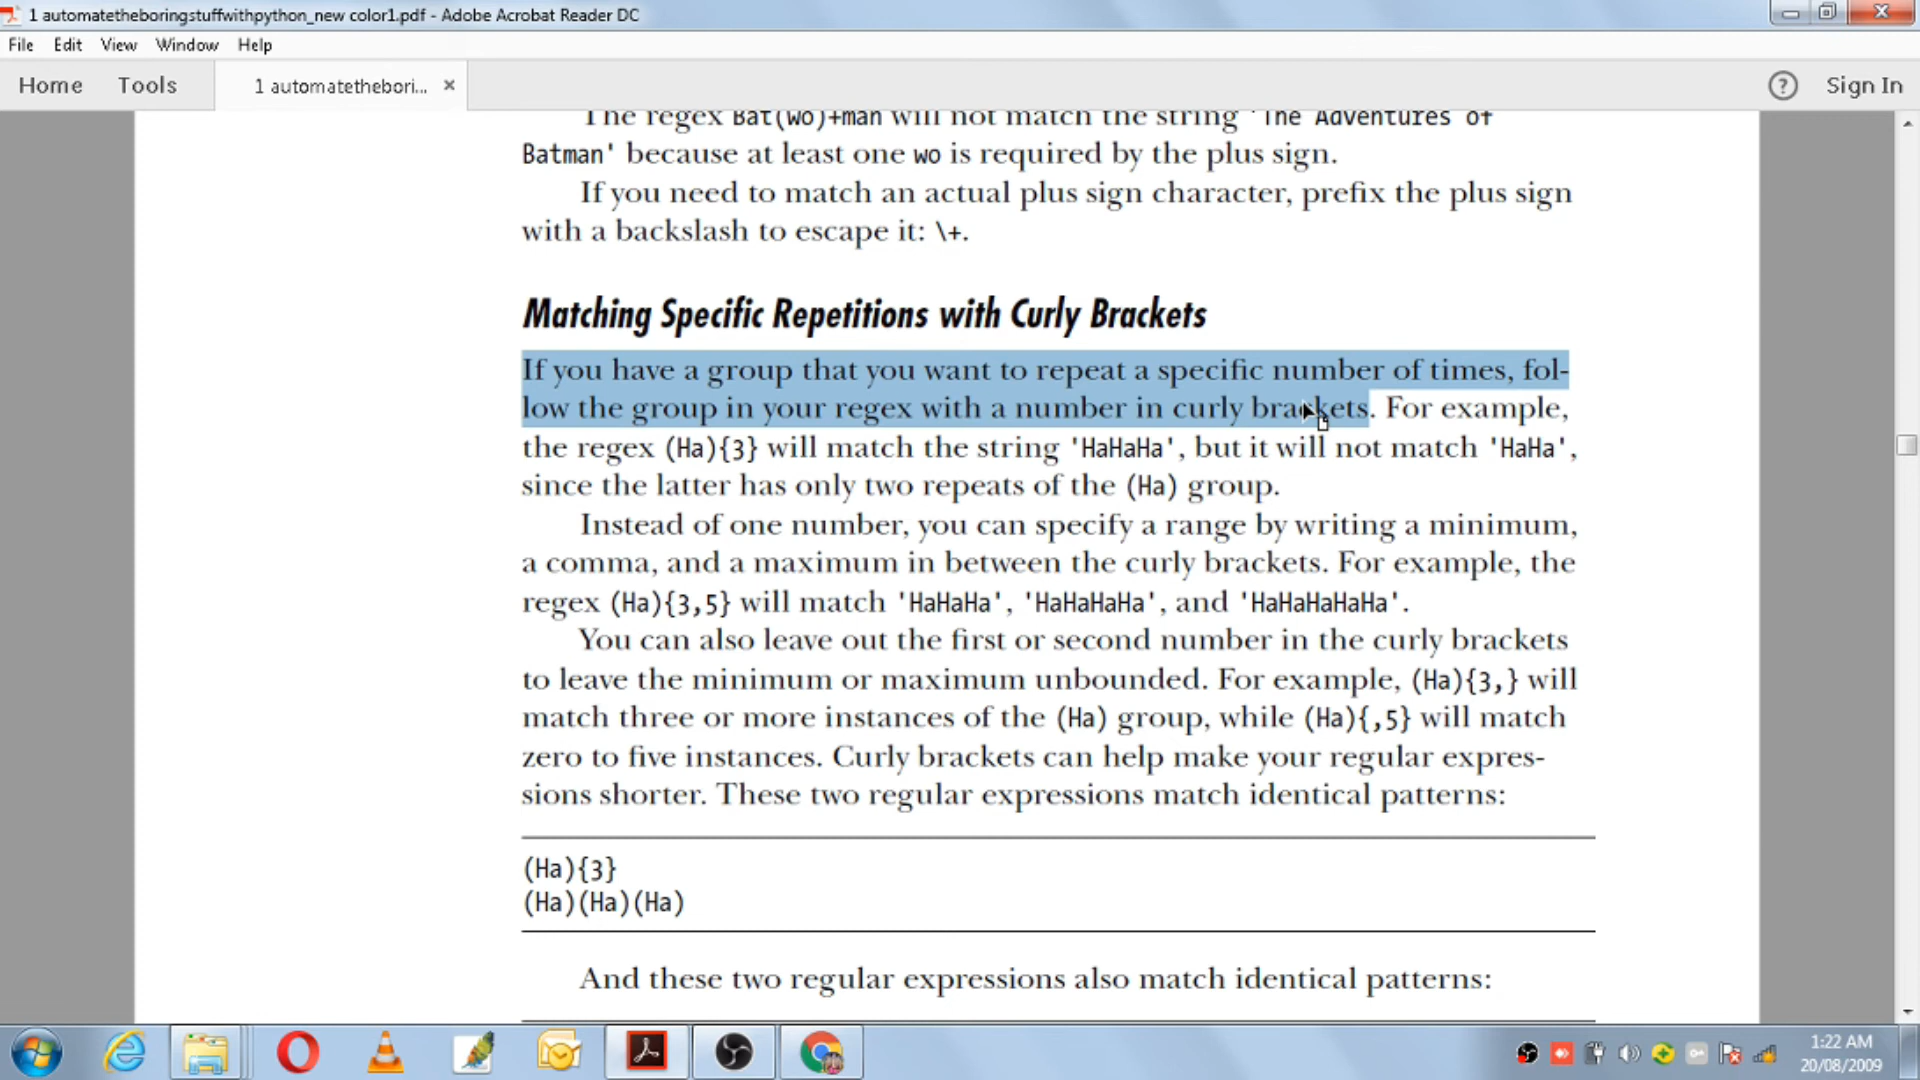 1 automatetheboringstuffwithpython_new color1.pdf - Adobe Acrobat Reader DC
File Edit View Window Help
Home Tools 1 automatethebori... × ? Sign In
The regex Bat(wo)+man will not match the string 'The Adventures of
Batman' because at least one wo is required by the plus sign.
If you need to match an actual plus sign character, prefix the plus sign
with a backslash to escape it: \+.
Matching Specific Repetitions with Curly Brackets
If you have a group that you want to repeat a specific number of times, fol-
low the group in your regex with a number in curly brackets. For example,
the regex (Ha){3} will match the string 'HaHaHa', but it will not match 'HaHa',
since the latter has only two repeats of the (Ha) group.
Instead of one number, you can specify a range by writing a minimum,
a comma, and a maximum in between the curly brackets. For example, the
regex (Ha){3,5} will match 'HaHaHa', 'HaHaHaHa', and 'HaHaHaHaHa'.
You can also leave out the first or second number in the curly brackets
to leave the minimum or maximum unbounded. For example, (Ha){3,} will
match three or more instances of the (Ha) group, while (Ha){,5} will match
zero to five instances. Curly brackets can help make your regular expres-
sions shorter. These two regular expressions match identical patterns:
(Ha){3}
(Ha)(Ha)(Ha)
And these two regular expressions also match identical patterns:
1:22 AM
20/08/2009